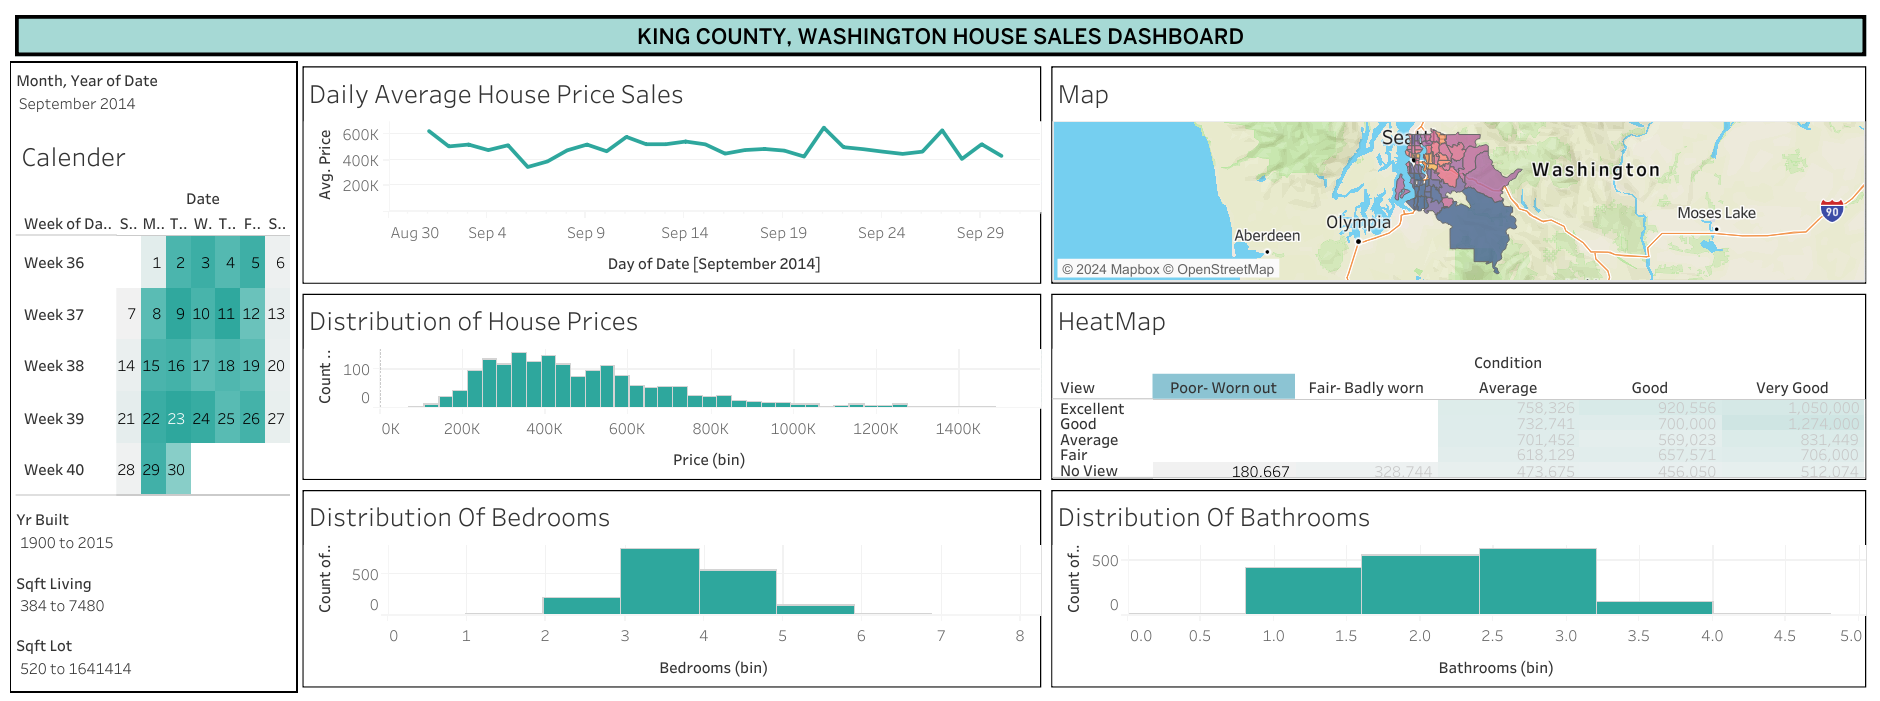 KING COUNTY, WASHINGTON HOUSE SALES DASHBOARD
Month, Year of Date
September 2014
Calender
Date
Week of Da.. S.. M.. T.. W. T.. F.. S..
Week 36 1 2 3 4 5 6
Week 37 7 8 9 10 11 12 13
Week 38 14 15 16 17 18 19 20
Week 39 21 22 23 24 25 26 27
Week 40 28 29 30
Yr Built
1900 to 2015
Sqft Living
384 to 7480
Sqft Lot
520 to 1641414
Daily Average House Price Sales
Avg. Price
600K
400K
200K
Aug 30 Sep 4 Sep 9 Sep 14 Sep 19 Sep 24 Sep 29
Day of Date [September 2014]
Map
Seatt
Washington
Olympia
Aberdeen
Moses Lake
90
© 2024 Mapbox © OpenStreetMap
Distribution of House Prices
Count ..
100
0
0K 200K 400K 600K 800K 1000K 1200K 1400K
Price (bin)
HeatMap
Condition
View Poor- Worn out Fair- Badly worn Average Good Very Good
Excellent 758,326 920,556 1,050,000
Good 732,741 700,000 1,274,000
Average 701,452 569,023 831,449
Fair 618,129 657,571 706,000
No View 180,667 328,744 473,675 456,050 512,074
Distribution Of Bedrooms
Count of..
500
0
0 1 2 3 4 5 6 7 8
Bedrooms (bin)
Distribution Of Bathrooms
Count of..
500
0
0.0 0.5 1.0 1.5 2.0 2.5 3.0 3.5 4.0 4.5 5.0
Bathrooms (bin)